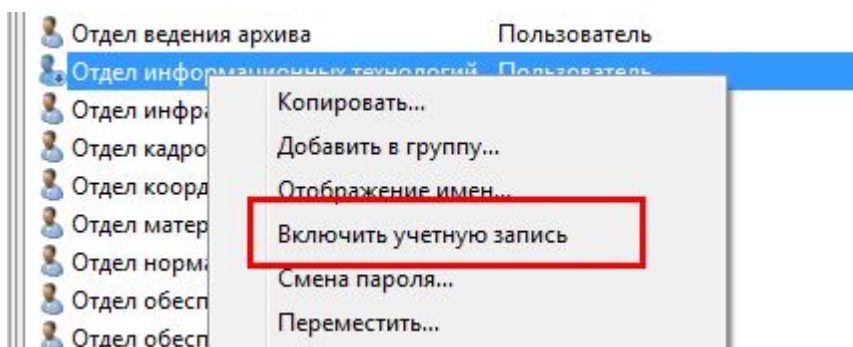 Отдел ведения архива Пользователь
Отдел информационных технологий Пользователь
Отдел инфра
Копировать...
Отдел кадро
Добавить в группу...
Отдел коорд
Отображение имен...
Отдел матер
Включить учетную запись
Отдел норма
Смена пароля...
Отдел обесп
Переместить...
Отдел обесп